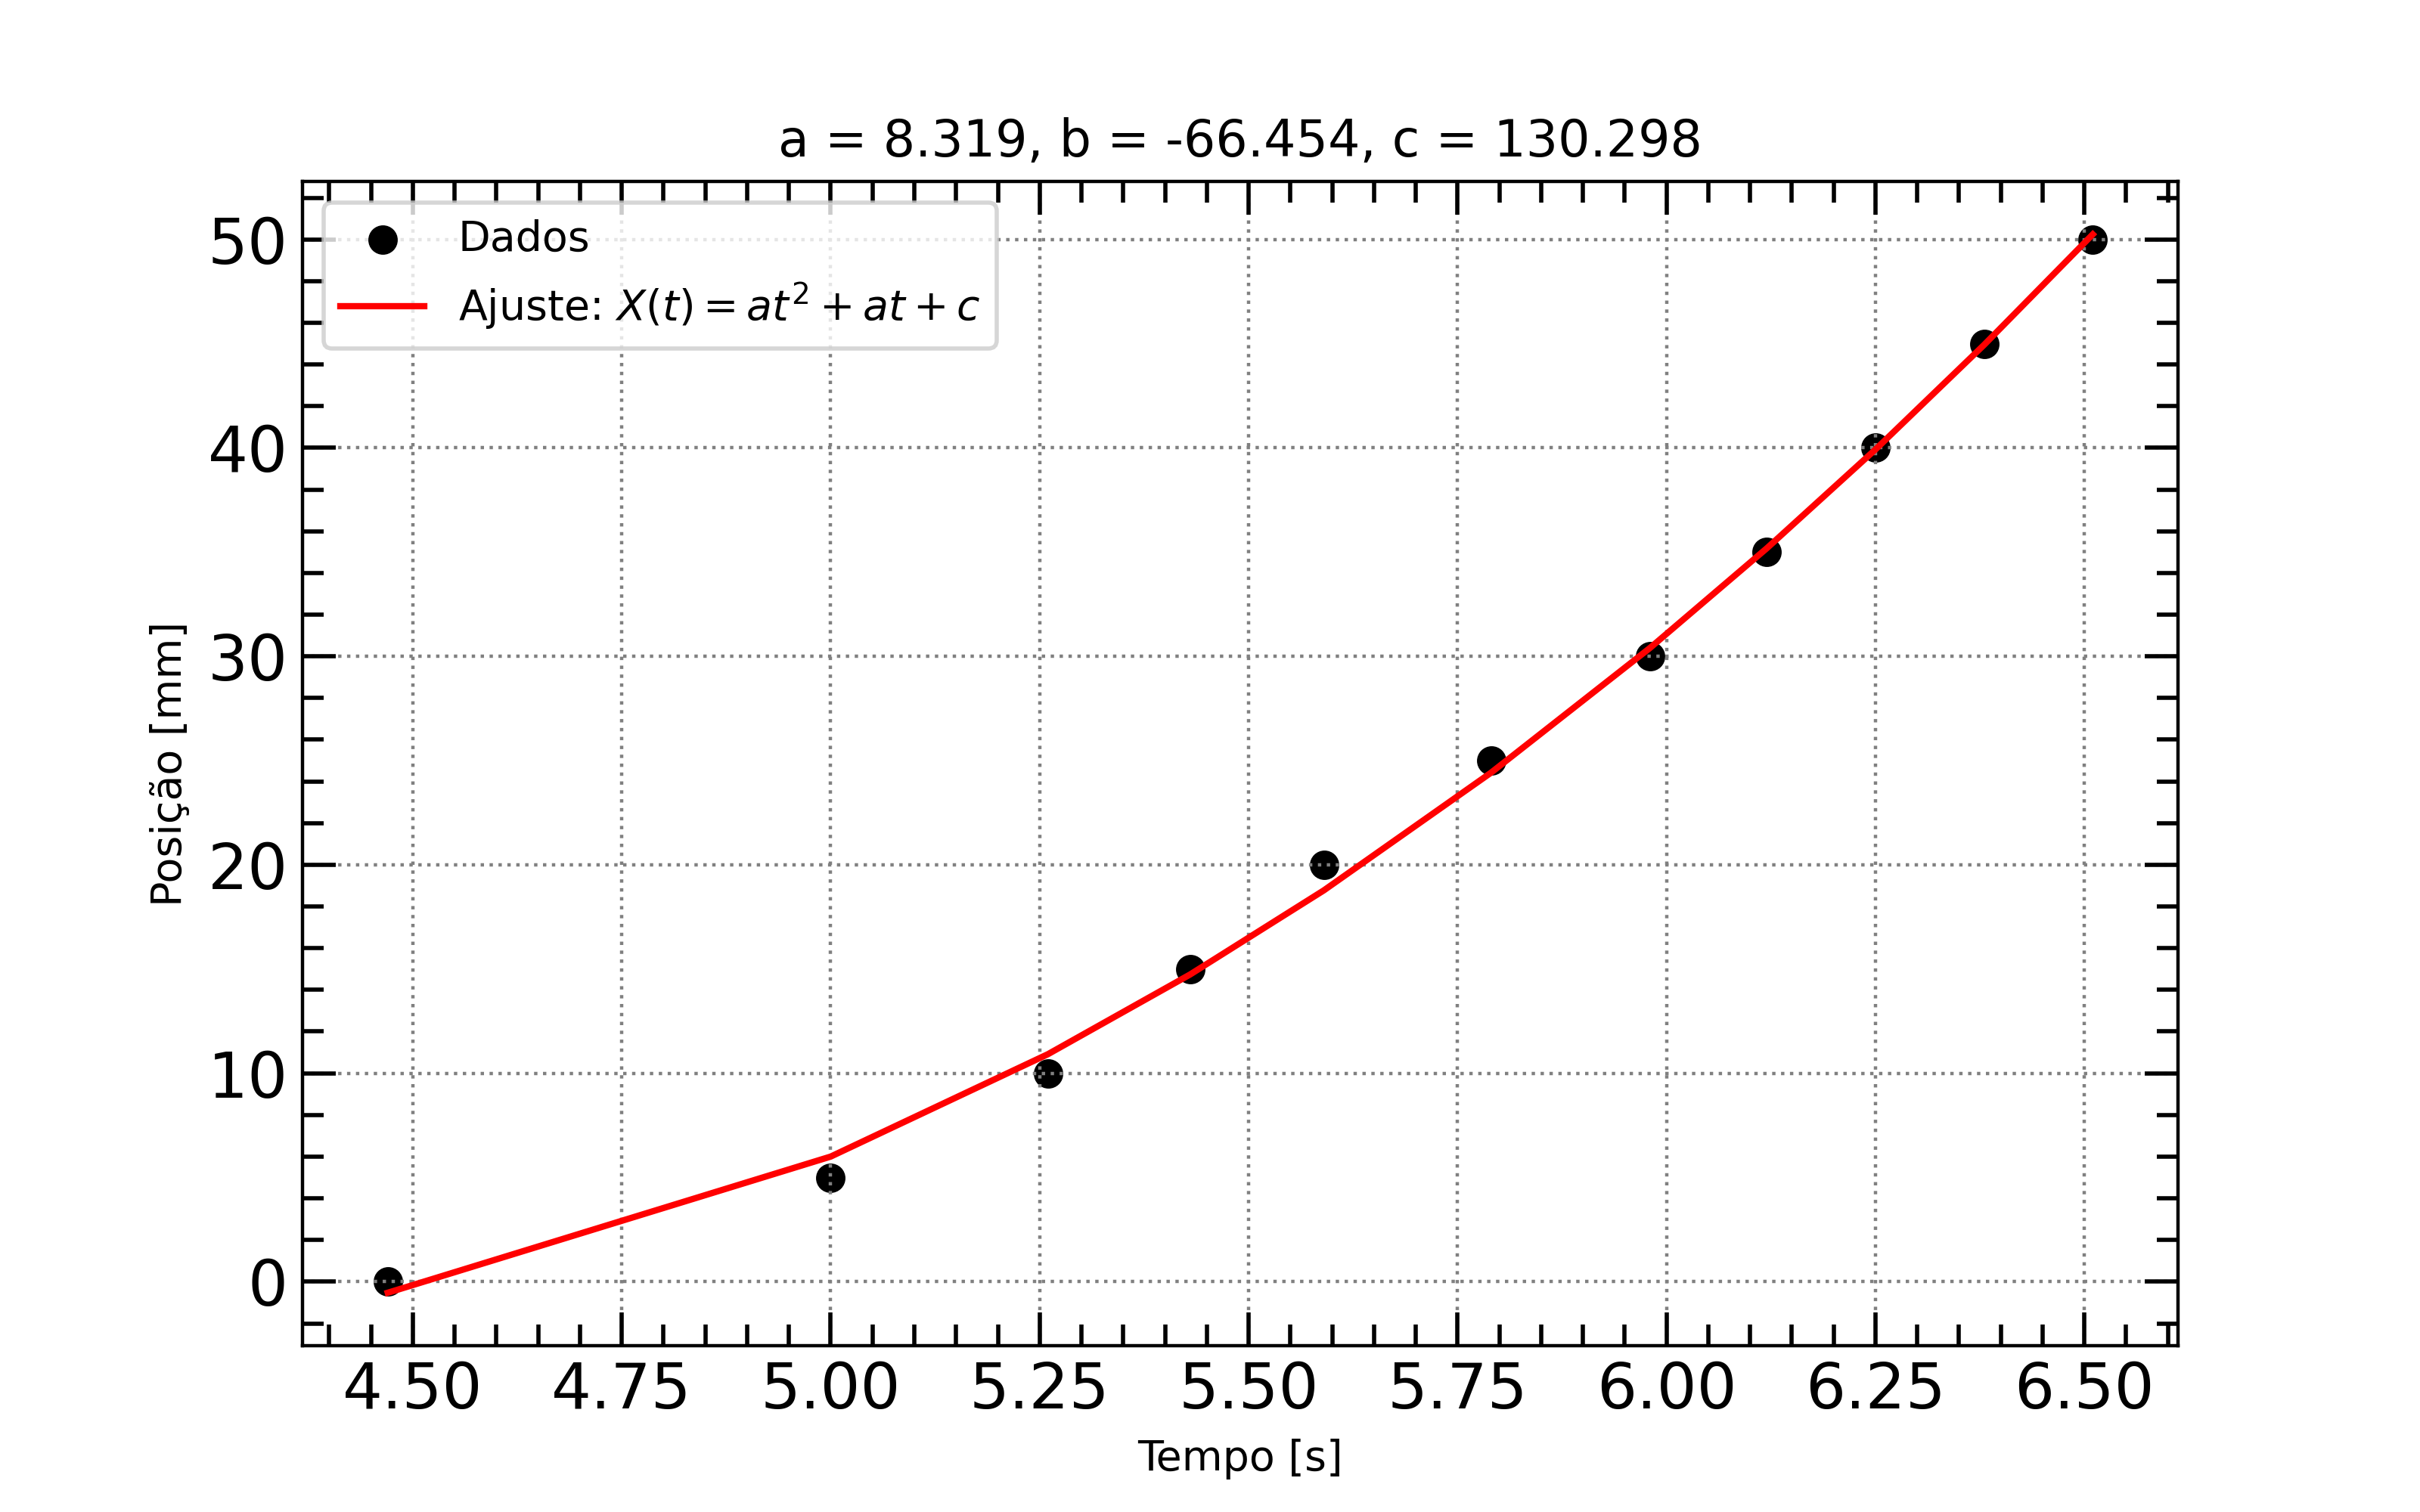 a = 8.319, b = -66.454, c = 130.298
Dados
Ajuste: X(t) = at² + at + c
50
40
30
20
10
0
Posição [mm]
4.50 4.75 5.00 5.25 5.50 5.75 6.00 6.25 6.50
Tempo [s]